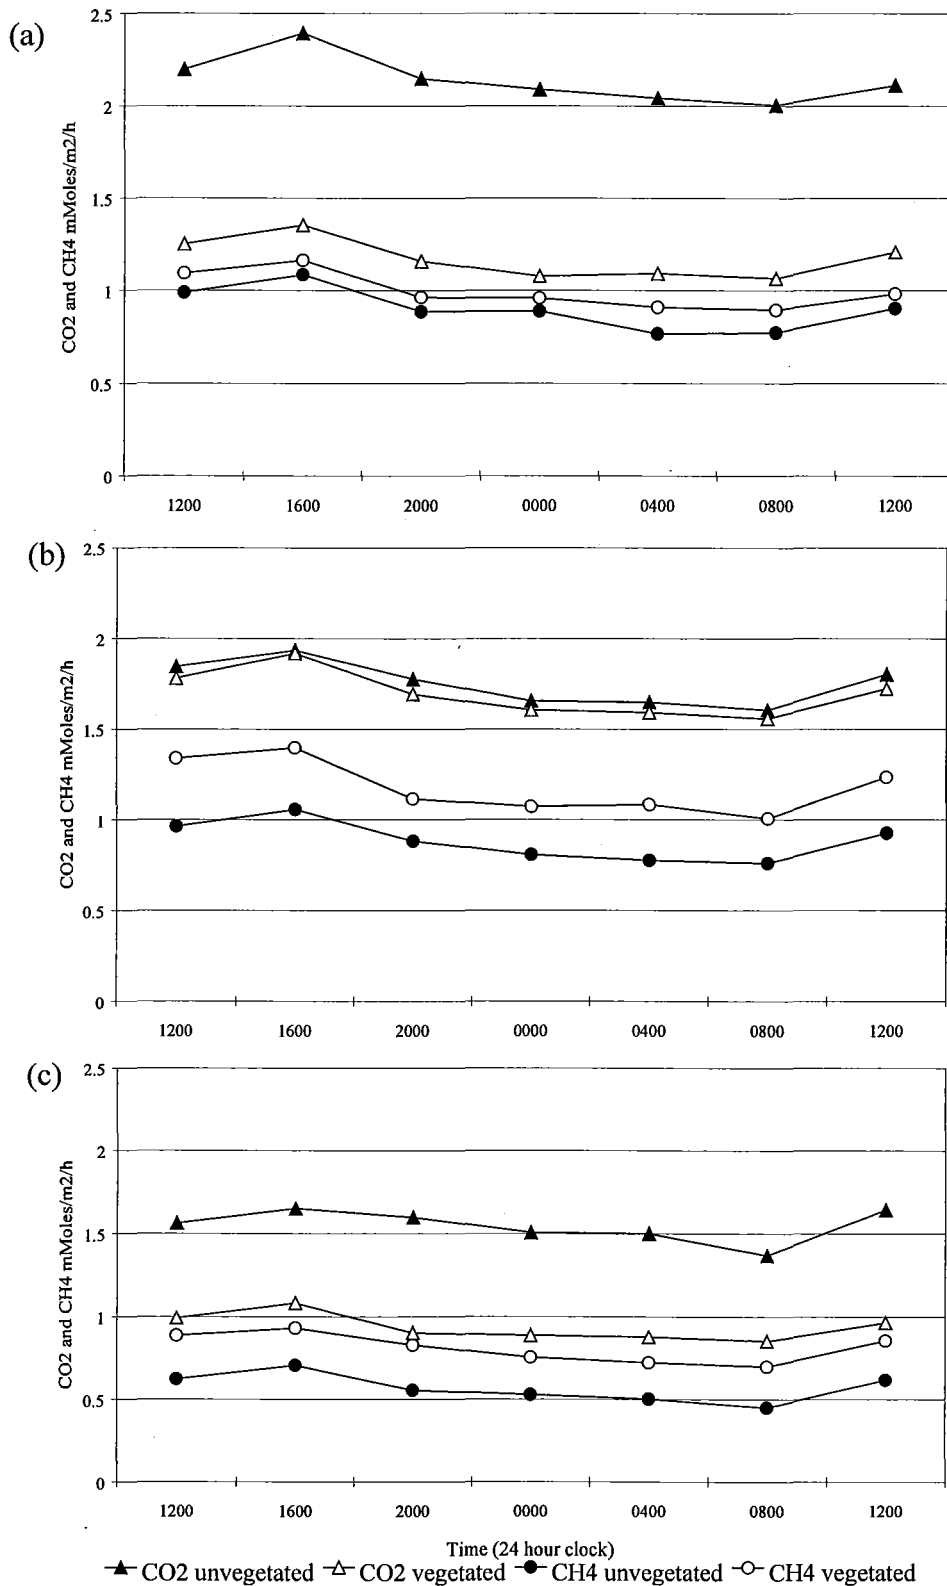 (a)
CO2 and CH4 mMoles/m2/h
2.5
2
1.5
1
0.5
0
1200 1600 2000 0000 0400 0800 1200
(b)
CO2 and CH4 mMoles/m2/h
2.5
2
1.5
1
0.5
0
1200 1600 2000 0000 0400 0800 1200
(c)
CO2 and CH4 mMoles/m2/h
2.5
2
1.5
1
0.5
0
1200 1600 2000 0000 0400 0800 1200
Time (24 hour clock)
CO2 unvegetated CO2 vegetated CH4 unvegetated CH4 vegetated